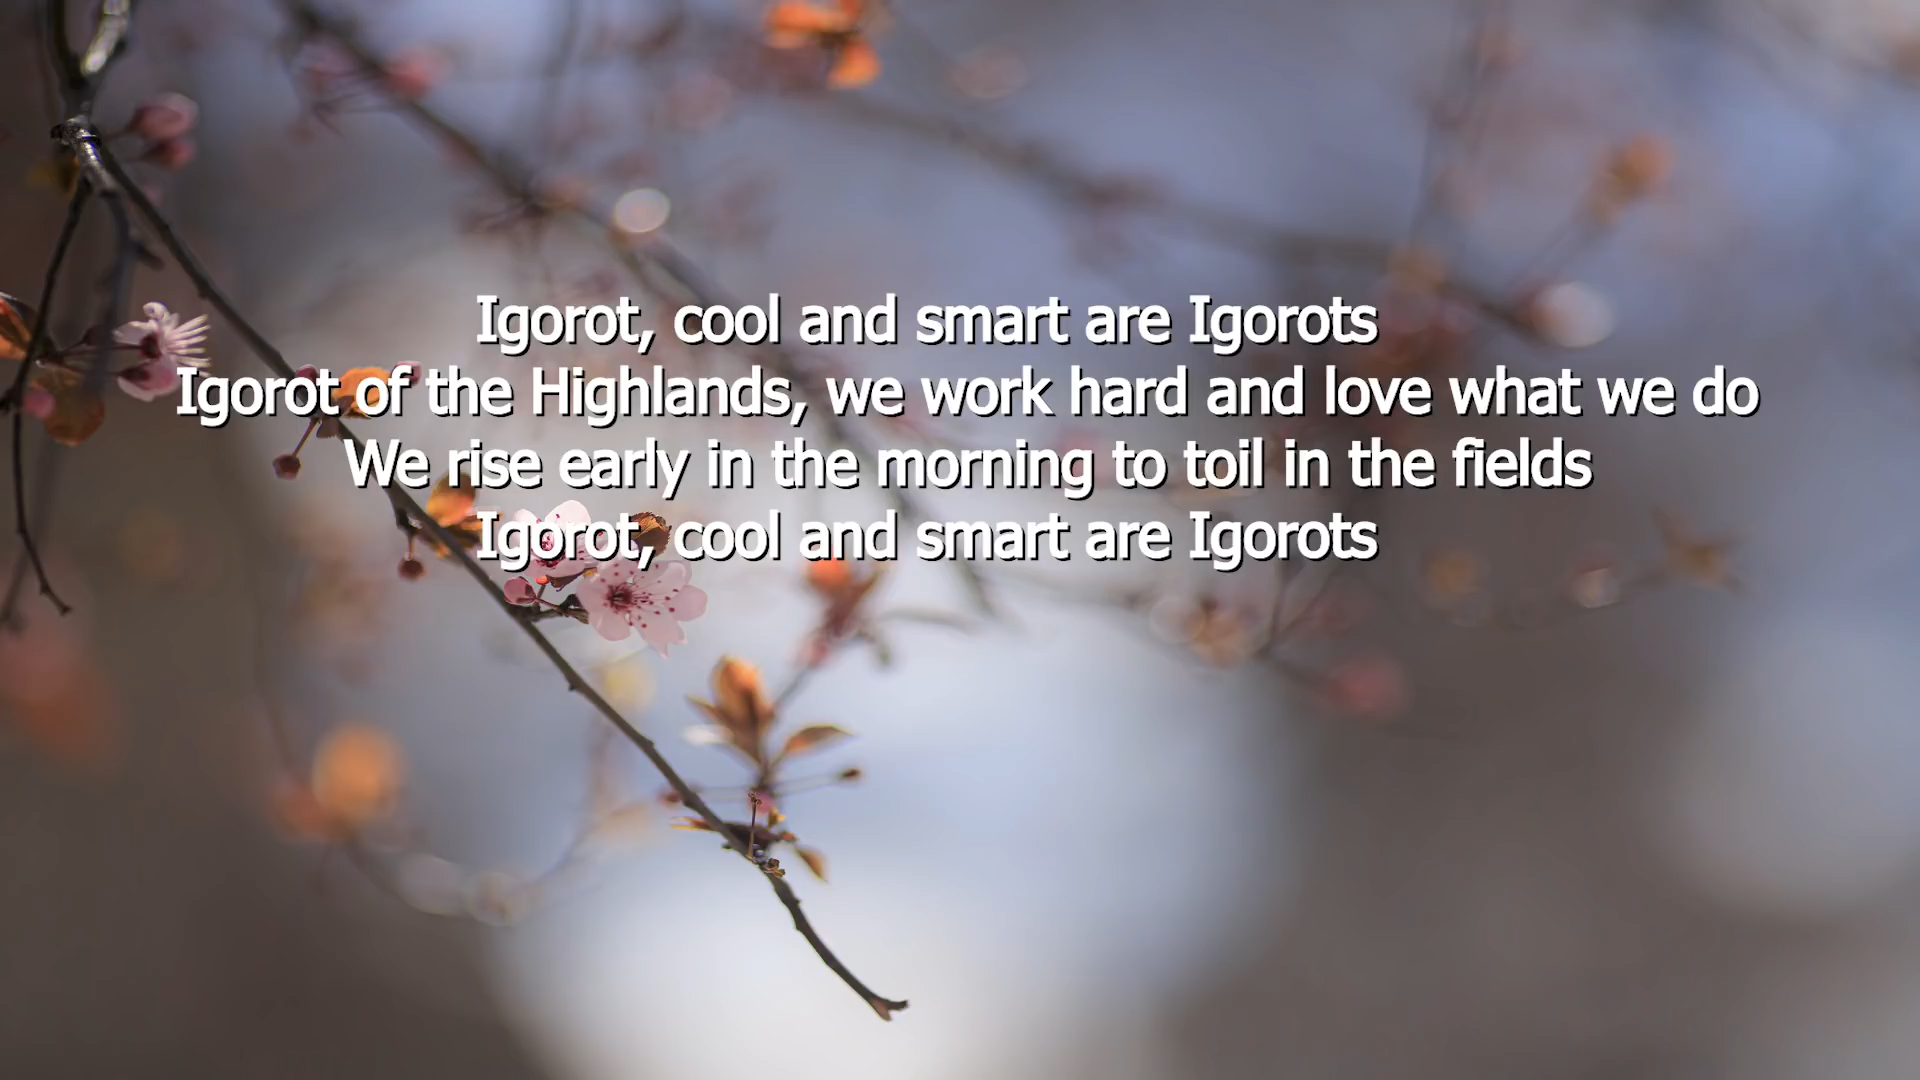 Igorot, cool and smart are Igorots
Igorot of the Highlands, we work hard and love what we do
We rise early in the morning to toil in the fields
Igorot, cool and smart are Igorots